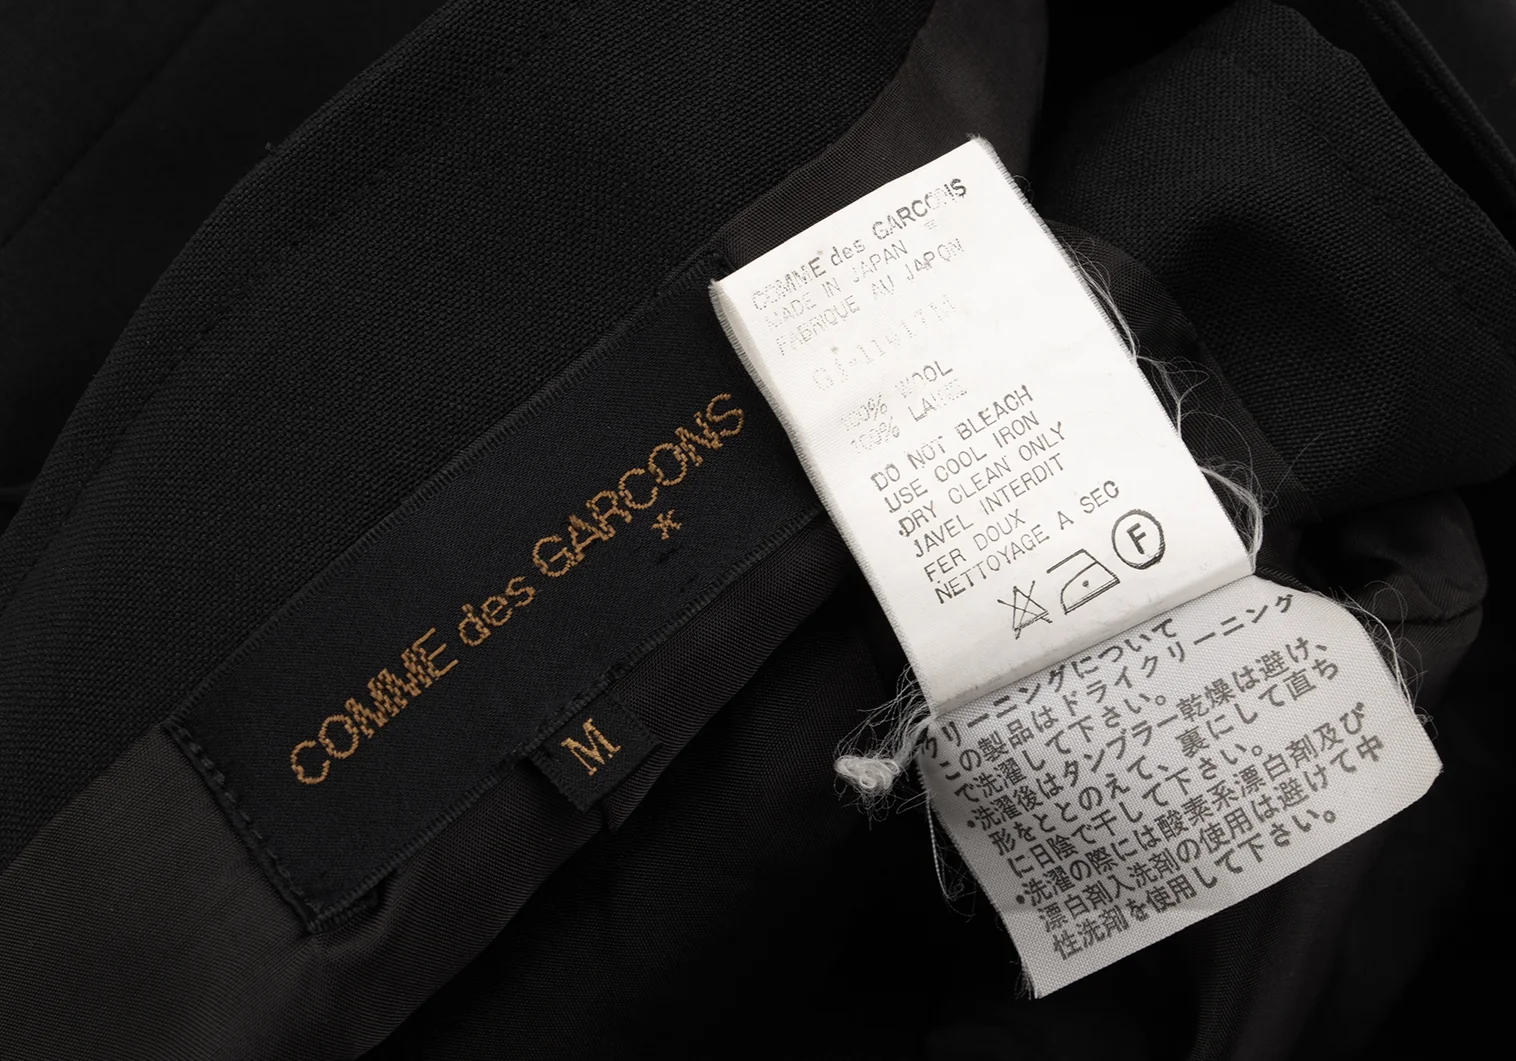 COMME des GARCONS
*
M
COMME des GARCONS
MADE IN JAPAN
FABRIQUE AU JAPON
100% WOOL
100% LAINE
DO NOT BLEACH
USE COOL IRON
DRY CLEAN ONLY
JAVEL INTERDIT
FER DOUX
NETTOYAGE A SEC
F
クリーニングについて
この製品はドライクリーニング
で洗濯して下さい。
・洗濯後はタンブラー乾燥は避け、
形をととのえて、裏にして直ち
に日陰で干して下さい。
・洗濯の際には酸素系漂白剤及び
漂白剤入洗剤の使用は避けて中
性洗剤を使用して下さい。